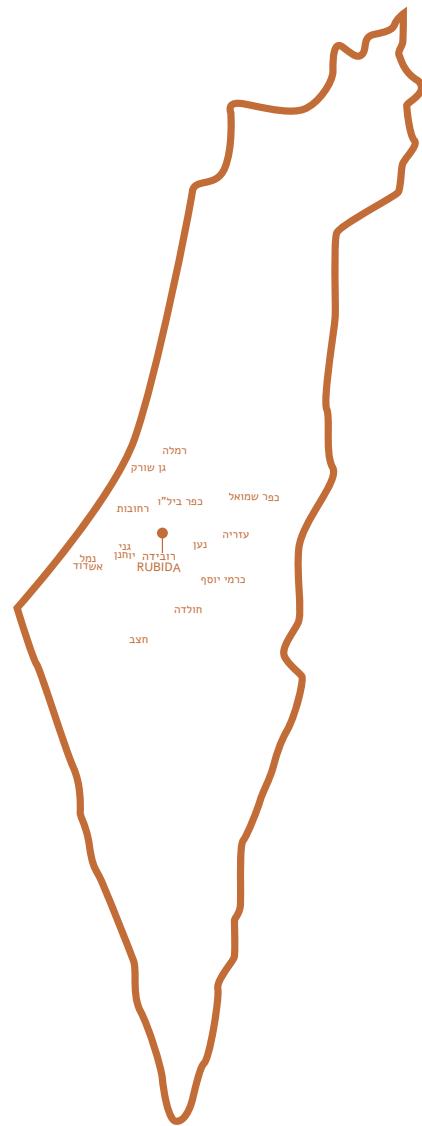 רמלה
גן שורק
כפר שמואל
כפר ביל"ו
רחובות
עזריה
נען
גני
יוחנן
נמל
אשדוד
רובידה
RUBIDA
כרמי יוסף
חולדה
חצב